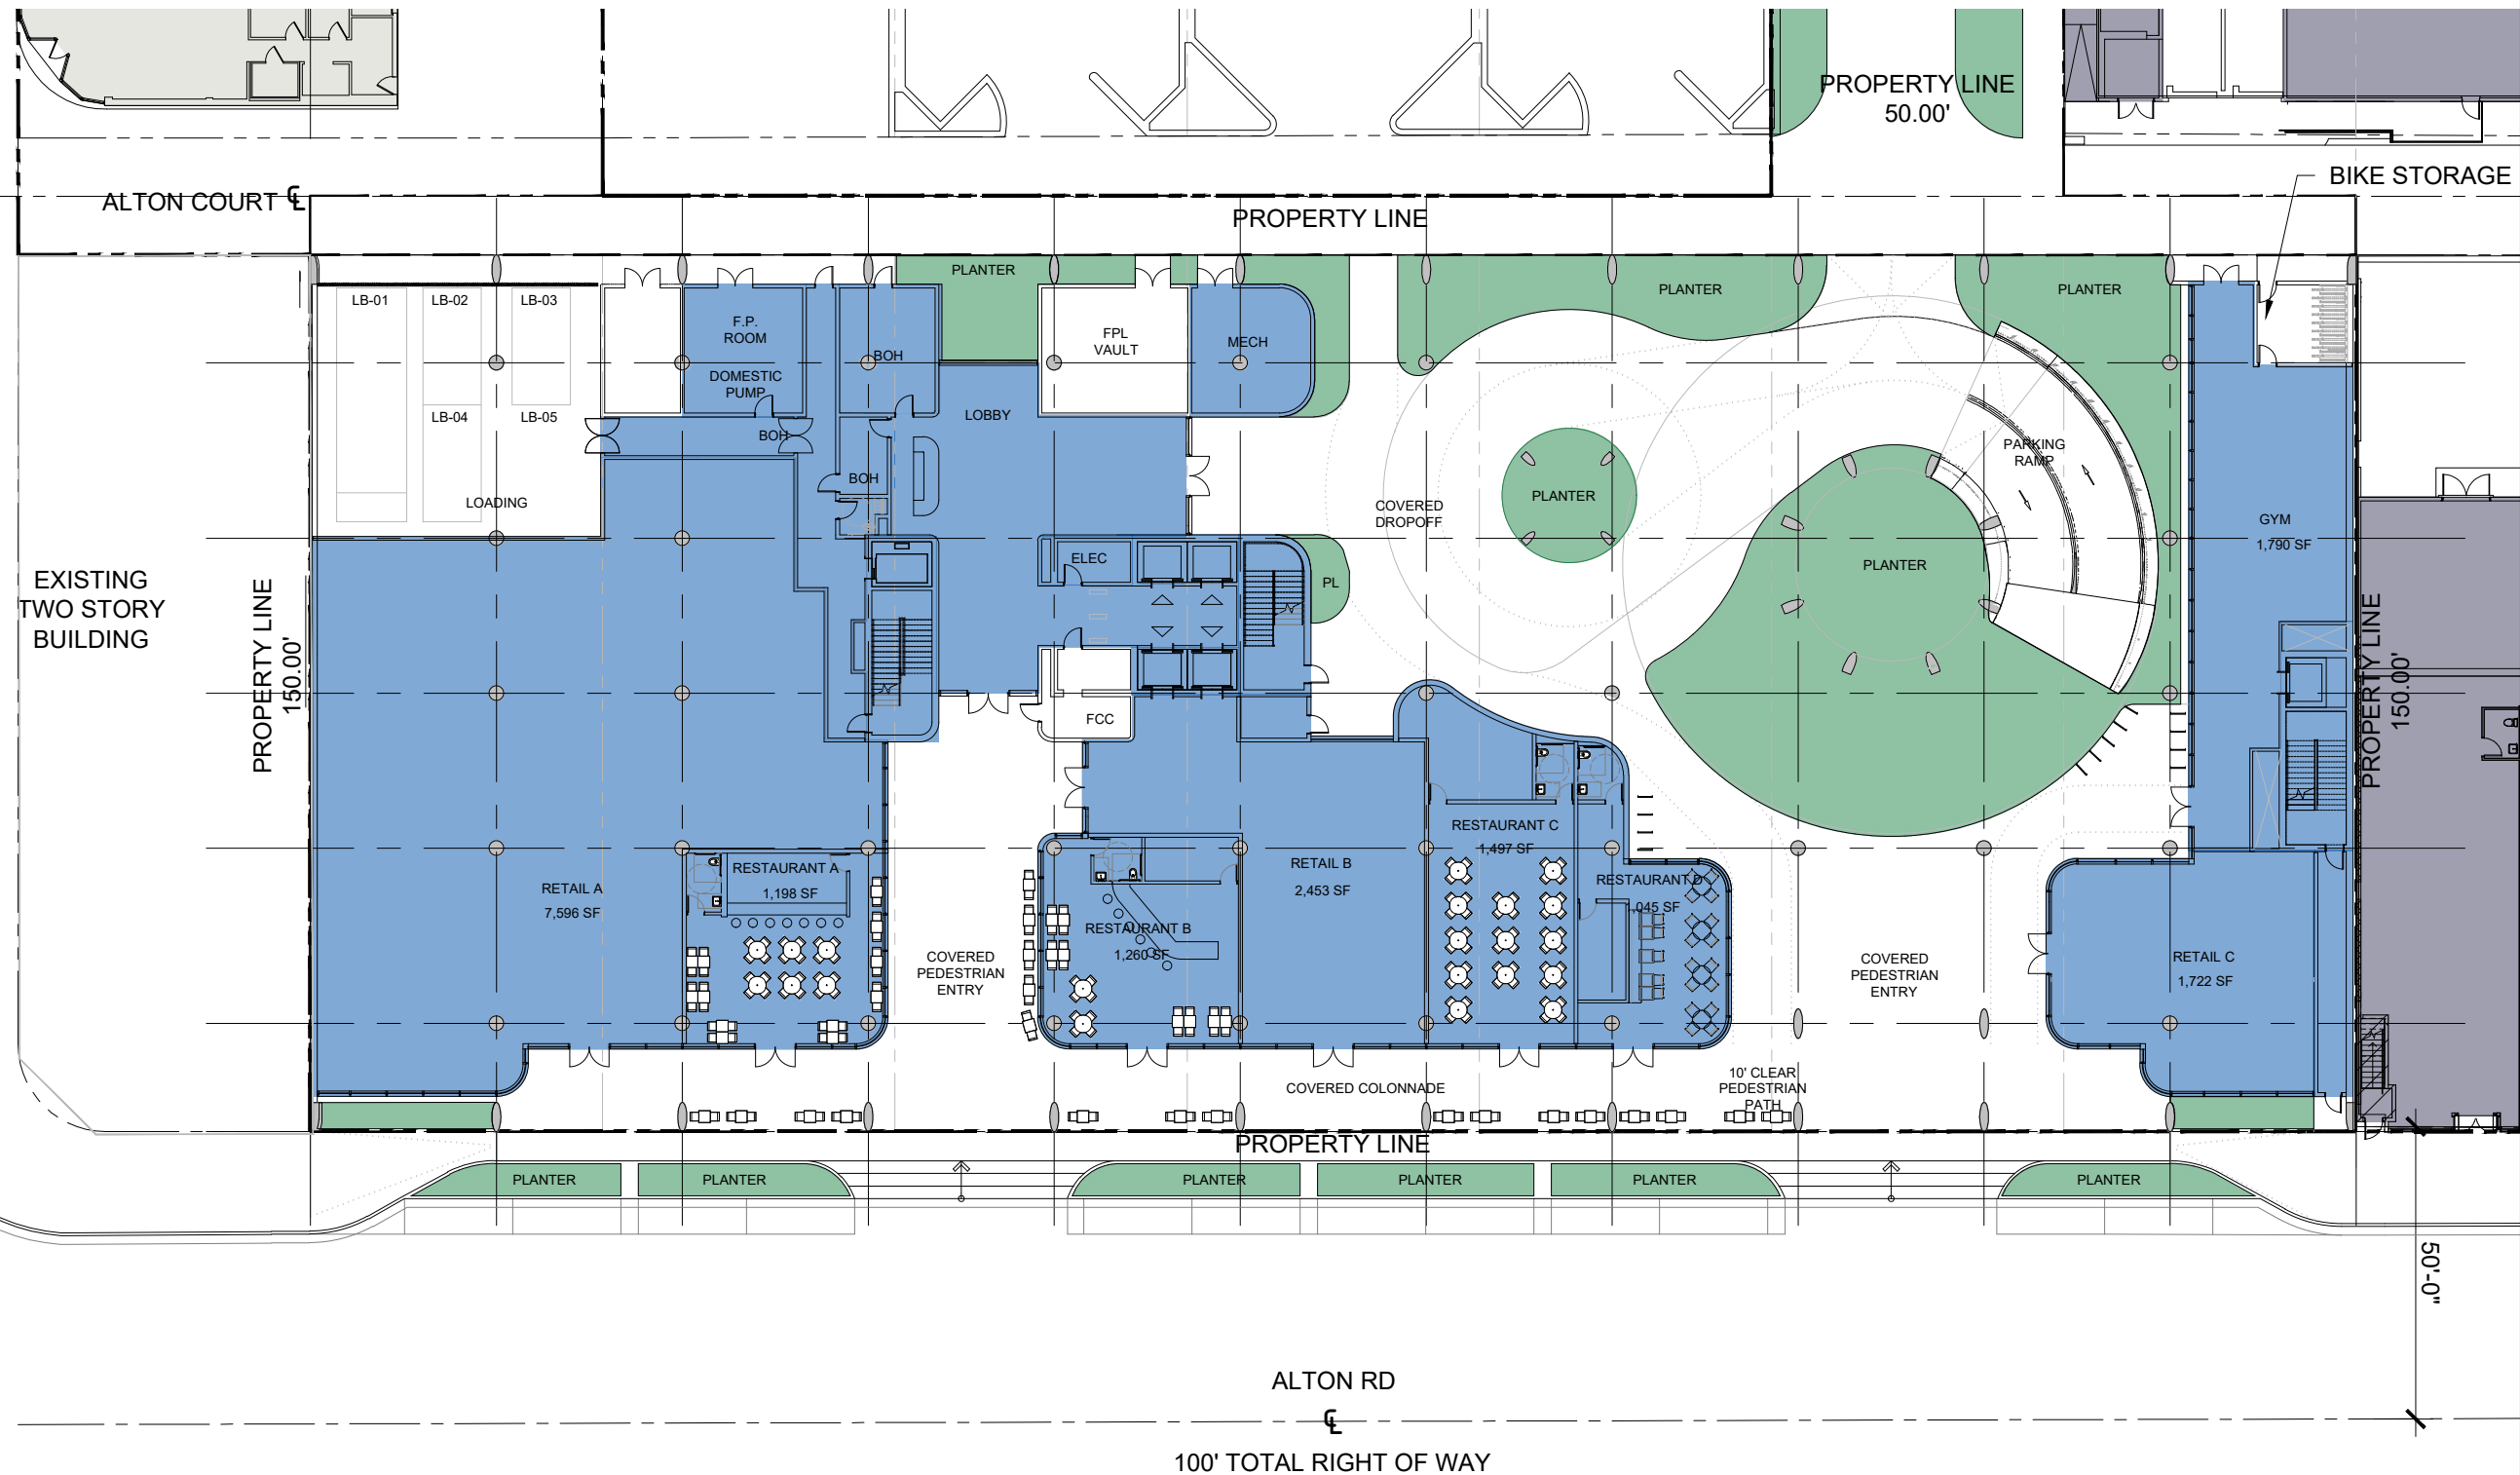 PROPERTY LINE
50.00'
BIKE STORAGE
ALTON COURT ℄
PROPERTY LINE
PLANTER
PLANTER
PLANTER
LB-01
LB-02
LB-03
F.P.
ROOM
DOMESTIC
PUMP
BOH
FPL
VAULT
MECH
LB-04
LB-05
BOH
LOBBY
LOADING
BOH
COVERED
DROPOFF
PLANTER
PARKING
RAMP
GYM
1,790 SF
ELEC
PL
PLANTER
EXISTING
TWO STORY
BUILDING
PROPERTY LINE
150.00'
PROPERTY LINE
150.00'
FCC
RETAIL A
7,596 SF
RESTAURANT A
1,198 SF
RESTAURANT B
1,260 SF
RETAIL B
2,453 SF
RESTAURANT C
1,497 SF
RESTAURANT D
,045 SF
COVERED
PEDESTRIAN
ENTRY
COVERED
PEDESTRIAN
ENTRY
RETAIL C
1,722 SF
COVERED COLONNADE
10' CLEAR
PEDESTRIAN
PATH
PROPERTY LINE
PLANTER
PLANTER
PLANTER
PLANTER
PLANTER
PLANTER
50'-0"
ALTON RD
℄
100' TOTAL RIGHT OF WAY